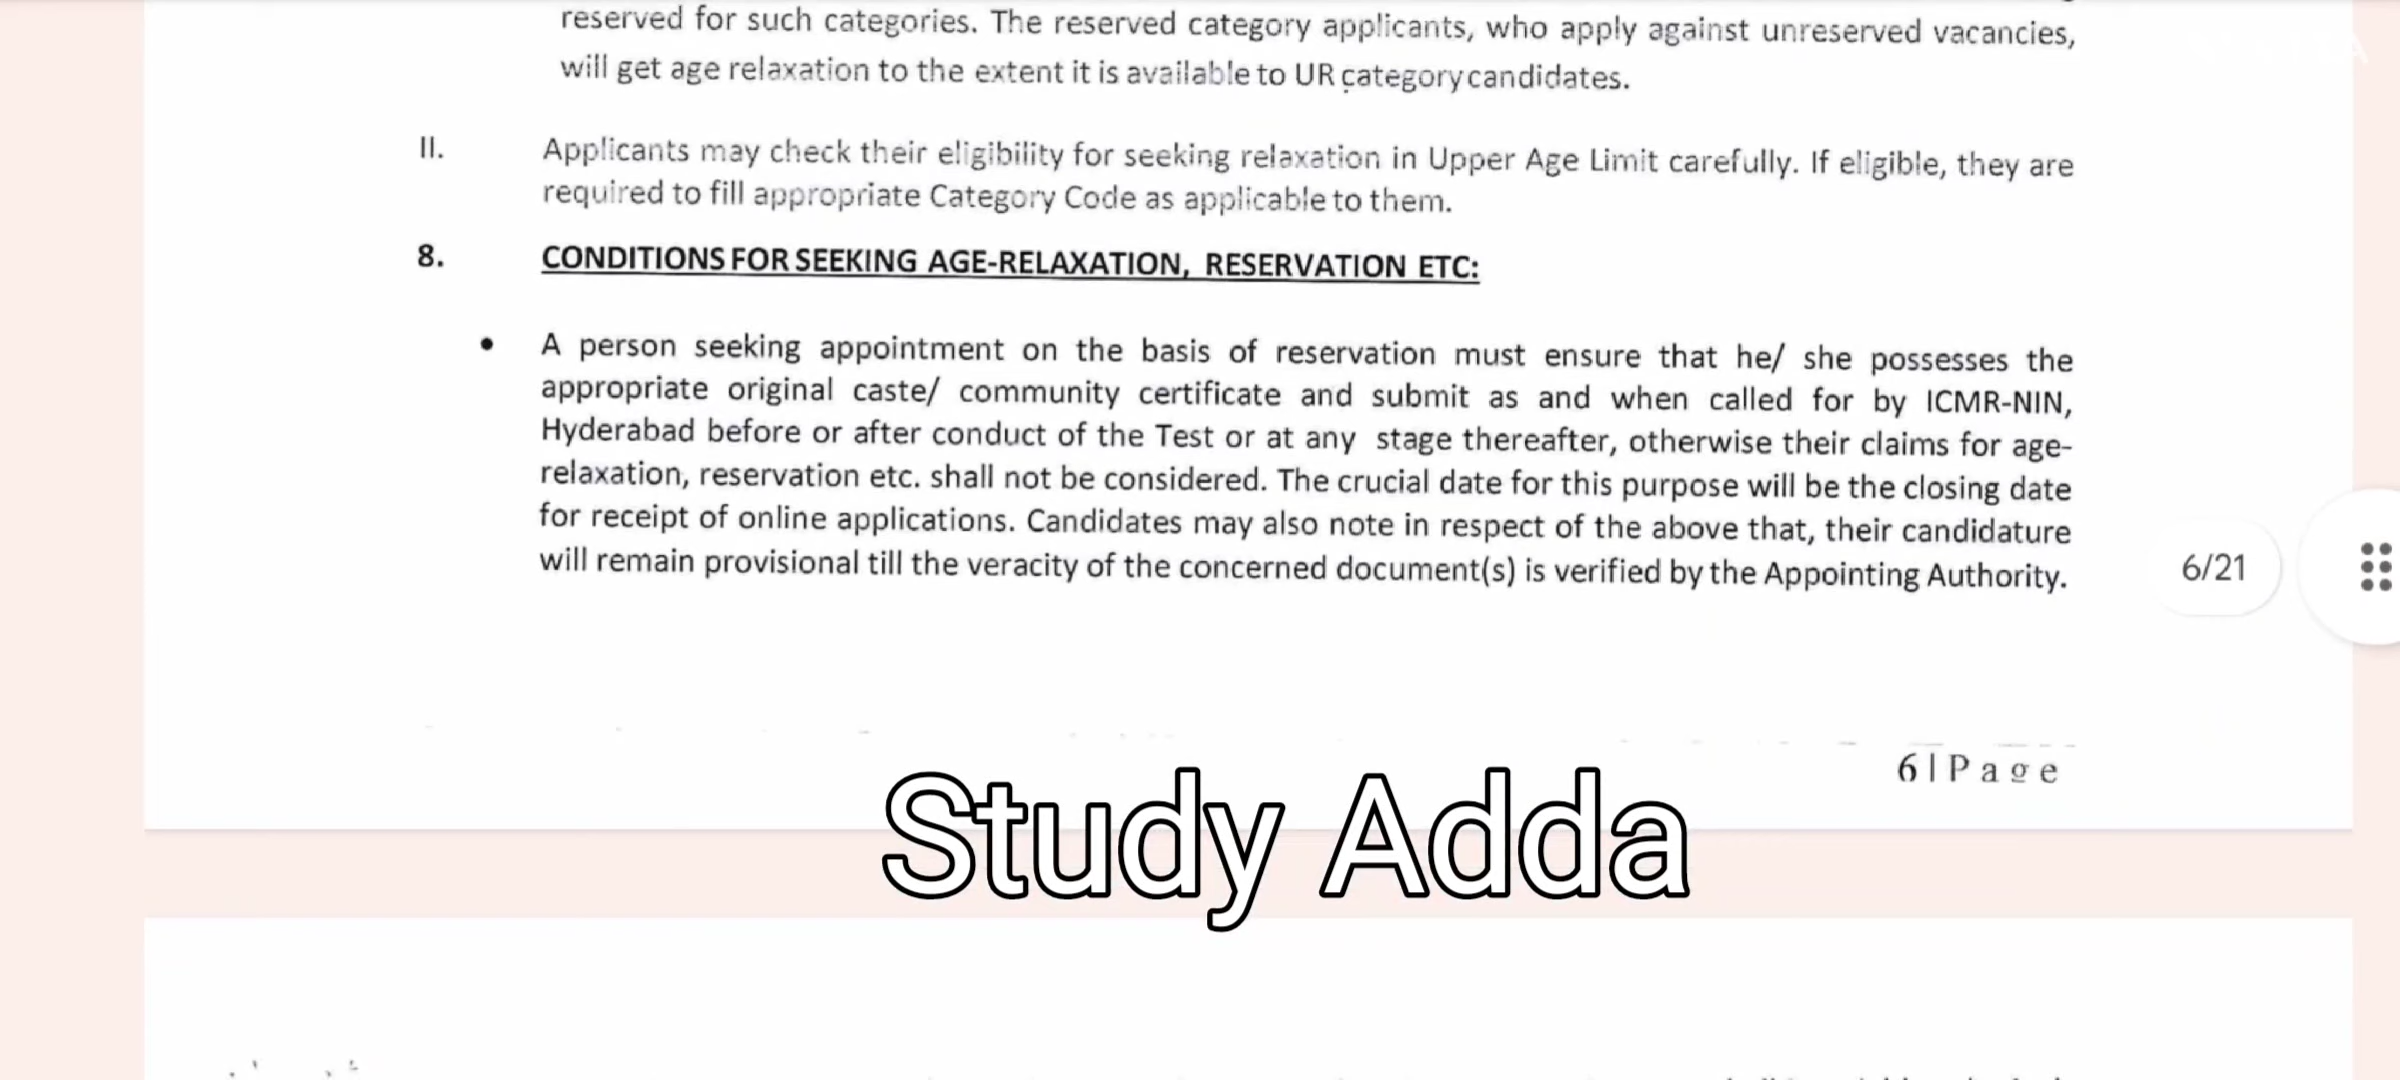 reserved for such categories. The reserved category applicants, who apply against unreserved vacancies,
will get age relaxation to the extent it is available to UR category candidates.
II. Applicants may check their eligibility for seeking relaxation in Upper Age Limit carefully. If eligible, they are
required to fill appropriate Category Code as applicable to them.
8. CONDITIONS FOR SEEKING AGE-RELAXATION, RESERVATION ETC:
• A person seeking appointment on the basis of reservation must ensure that he/ she possesses the
appropriate original caste/ community certificate and submit as and when called for by ICMR-NIN,
Hyderabad before or after conduct of the Test or at any stage thereafter, otherwise their claims for age-
relaxation, reservation etc. shall not be considered. The crucial date for this purpose will be the closing date
for receipt of online applications. Candidates may also note in respect of the above that, their candidature
will remain provisional till the veracity of the concerned document(s) is verified by the Appointing Authority.
6/21
6|Page
Study Adda